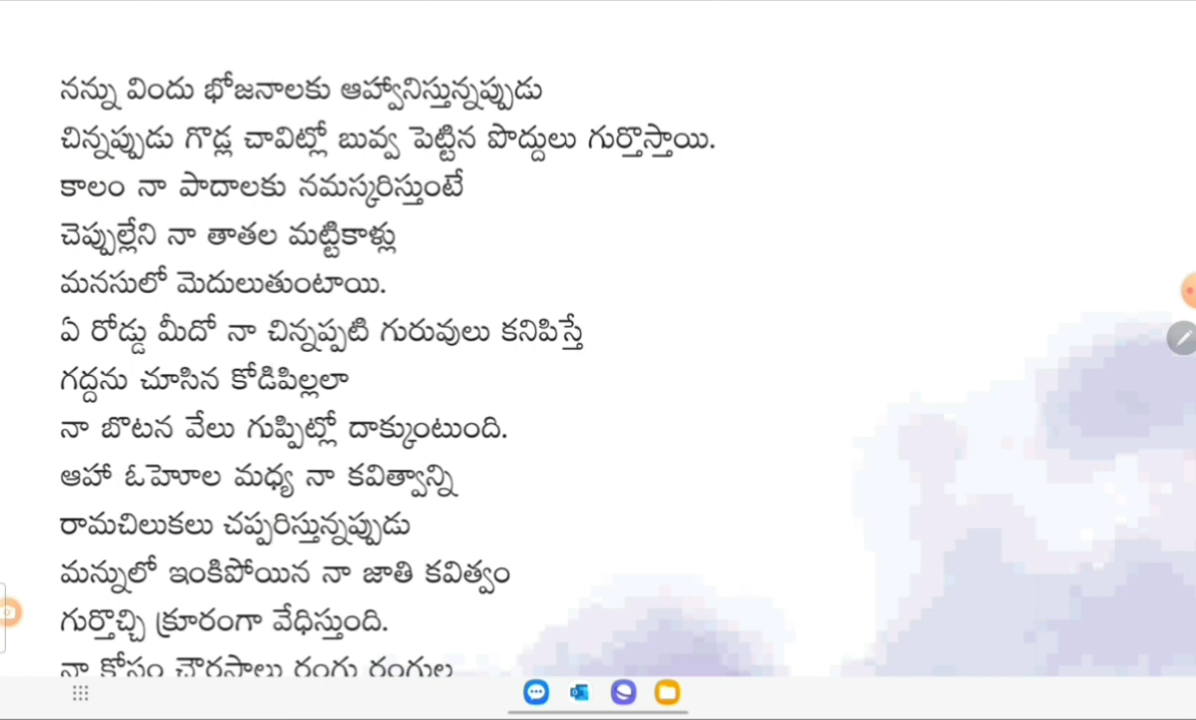 నన్ను విందు భోజనాలకు ఆహ్వానిస్తున్నప్పుడు
చిన్నప్పుడు గొడ్ల చావిట్లో బువ్వ పెట్టిన పొద్దులు గుర్తొస్తాయి.
కాలం నా పాదాలకు నమస్కరిస్తుంటే
చెప్పుల్లేని నా తాతల మట్టికాళ్లు
మనసులో మెదులుతుంటాయి.
ఏ రోడ్డు మీదో నా చిన్నప్పటి గురువులు కనిపిస్తే
గద్దను చూసిన కోడిపిల్లలా
నా బొటన వేలు గుప్పిట్లో దాక్కుంటుంది.
ఆహా ఓహెూల మధ్య నా కవిత్వాన్ని
రామచిలుకలు చప్పరిస్తున్నప్పుడు
మన్నులో ఇంకిపోయిన నా జాతి కవిత్వం
గుర్తొచ్చి క్రూరంగా వేధిస్తుంది.
నా కోసం చౌరస్తాలు రంగు రంగుల